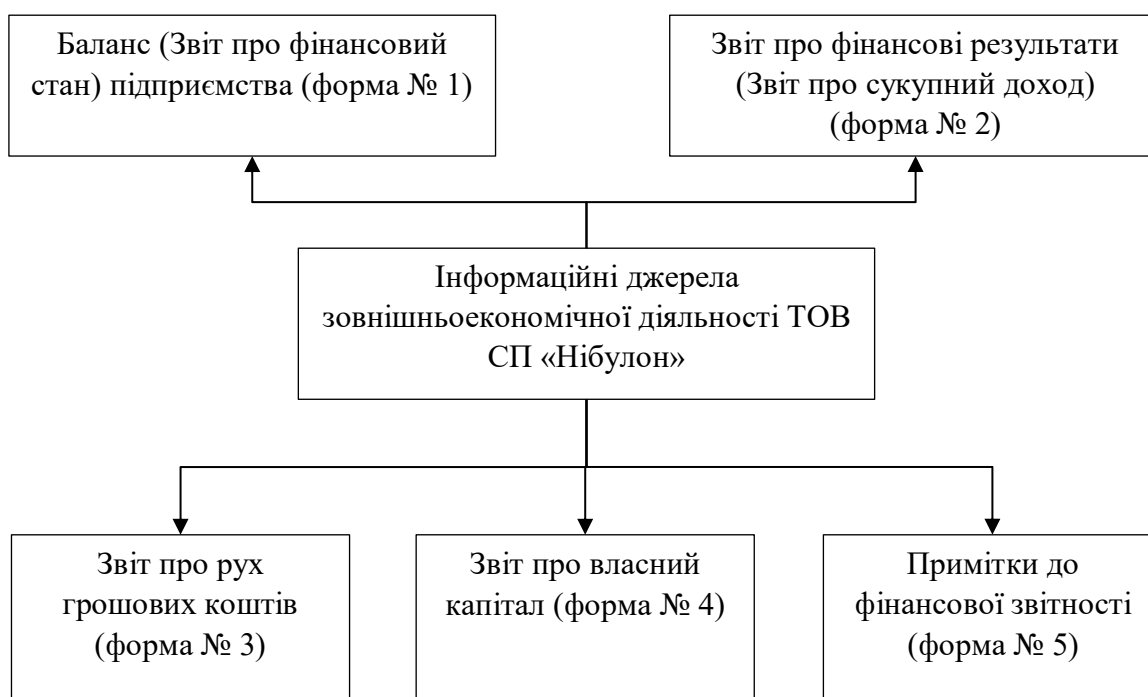 Баланс (Звіт про фінансовий
стан) підприємства (форма № 1)
Звіт про фінансові результати
(Звіт про сукупний доход)
(форма № 2)
Інформаційні джерела
зовнішньоекономічної діяльності ТОВ
СП «Нібулон»
Звіт про рух
грошових коштів
(форма № 3)
Звіт про власний
капітал (форма № 4)
Примітки до
фінансової звітності
(форма № 5)